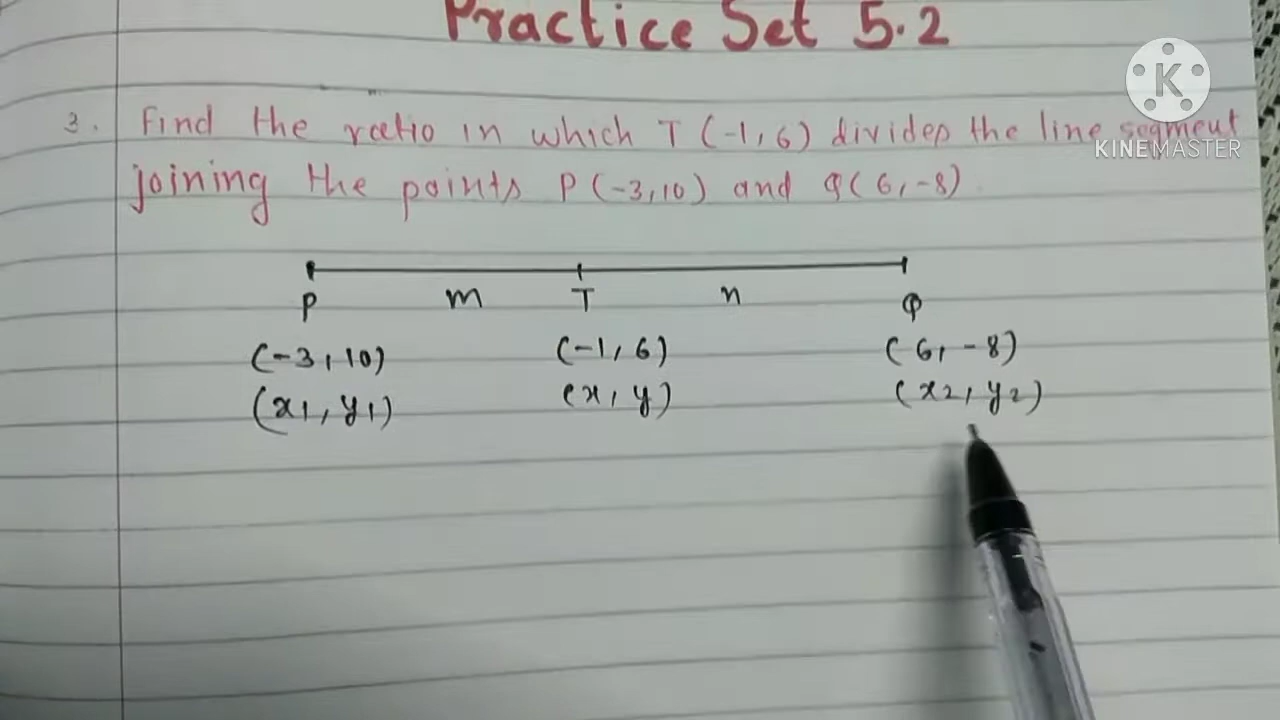 Practice Set 5.2
K
KINEMASTER
3. Find the ratio in which T (-1, 6) divides the line segment
joining the points P (-3, 10) and Q (6, -8).
P m T n Q
(-3, 10) (-1, 6) (6, -8)
(x1, y1) (x, y) (x2, y2)